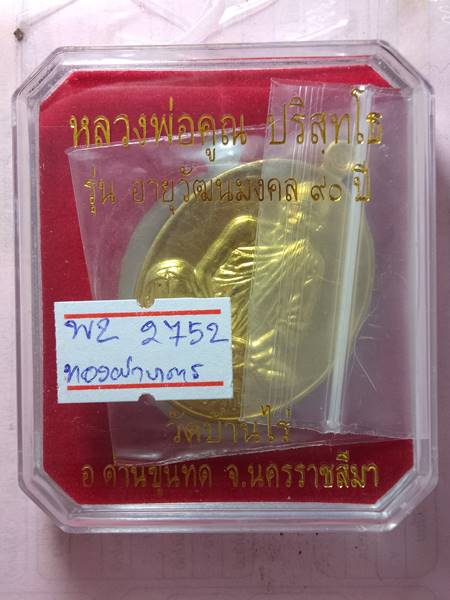 หลวงพ่อคูณ ปริสุทฺโธ
รุ่น อายุวัฒนมงคล ๙๐ ปี
พ2 2752
ทองฝาบาตร
วัดบ้านไร่
อ ด่านขุนทด จ.นครราชสีมา